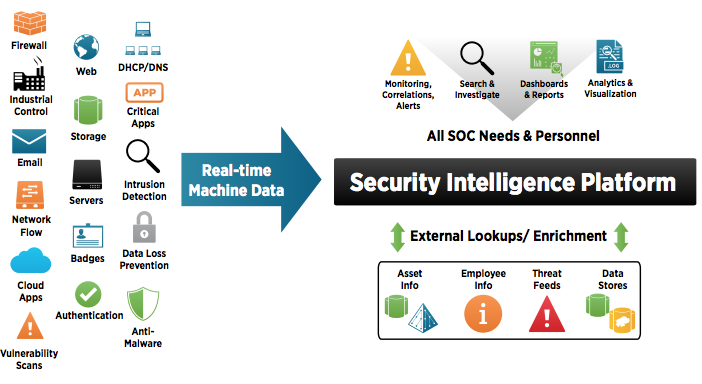 Firewall
Web
DHCP/DNS
Industrial
Control
APP
Critical
Apps
Storage
Email
Intrusion
Detection
Servers
Network
Flow
Badges
Data Loss
Prevention
Cloud
Apps
Authentication
Anti-
Malware
Vulnerability
Scans
Real-time
Machine Data
Monitoring,
Correlations,
Alerts
Search &
Investigate
Dashboards
& Reports
.LOG
Analytics &
Visualization
All SOC Needs & Personnel
Security Intelligence Platform
External Lookups/ Enrichment
Asset
Info
Employee
Info
Threat
Feeds
Data
Stores